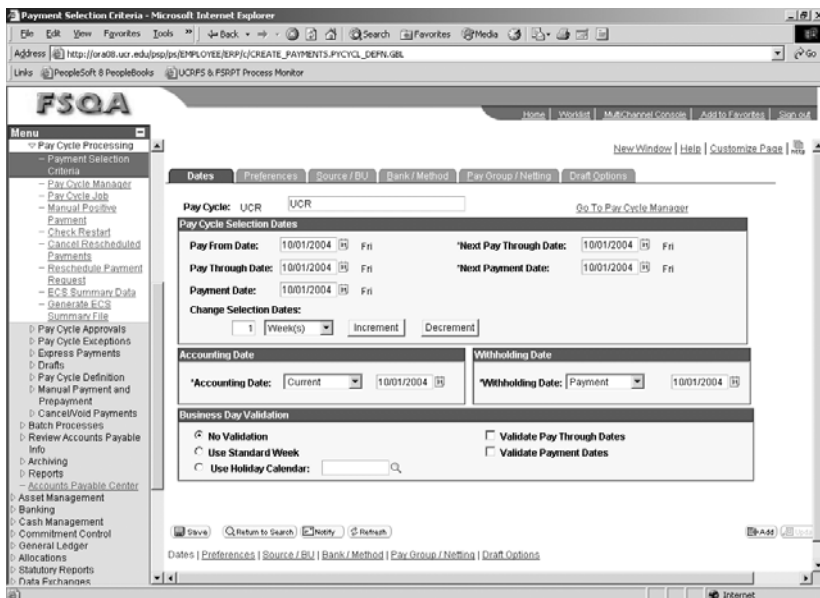 Payment Selection Criteria - Microsoft Internet Explorer
File Edit View Favorites Tools » Back Search Favorites Media
Address http://ora08.ucr.edu/psp/ps/EMPLOYEE/ERP/c/CREATE_PAYMENTS.PYCYCL_DEFN.GBL Go
Links PeopleSoft 8 PeopleBooks UCRFS & FSRPT Process Monitor
FSQA
Home Worklist MultiChannel Console Add to Favorites Sign out
Menu
Pay Cycle Processing
– Payment Selection
Criteria
– Pay Cycle Manager
– Pay Cycle Job
– Manual Positive
Payment
– Check Restart
– Cancel Rescheduled
Payments
– Reschedule Payment
Request
– ECS Summary Data
– Generate ECS
Summary File
Pay Cycle Approvals
Pay Cycle Exceptions
Express Payments
Drafts
Pay Cycle Definition
Manual Payment and
Prepayment
Cancel/Void Payments
Batch Processes
Review Accounts Payable
Info
Archiving
Reports
– Accounts Payable Center
Asset Management
Banking
Cash Management
Commitment Control
General Ledger
Allocations
Statutory Reports
Data Exchanges
New Window | Help | Customize Page |
Dates Preferences Source / BU Bank / Method Pay Group / Netting Draft Options
Pay Cycle: UCR UCR Go To Pay Cycle Manager
Pay Cycle Selection Dates
Pay From Date: 10/01/2004 Fri *Next Pay Through Date: 10/01/2004 Fri
Pay Through Date: 10/01/2004 Fri *Next Payment Date: 10/01/2004 Fri
Payment Date: 10/01/2004 Fri
Change Selection Dates:
1 Week(s) Increment Decrement
Accounting Date Withholding Date
*Accounting Date: Current 10/01/2004 *Withholding Date: Payment 10/01/2004
Business Day Validation
No Validation Validate Pay Through Dates
Use Standard Week Validate Payment Dates
Use Holiday Calendar:
Save Return to Search Notify Refresh Add
Dates | Preferences | Source / BU | Bank / Method | Pay Group / Netting | Draft Options
Internet